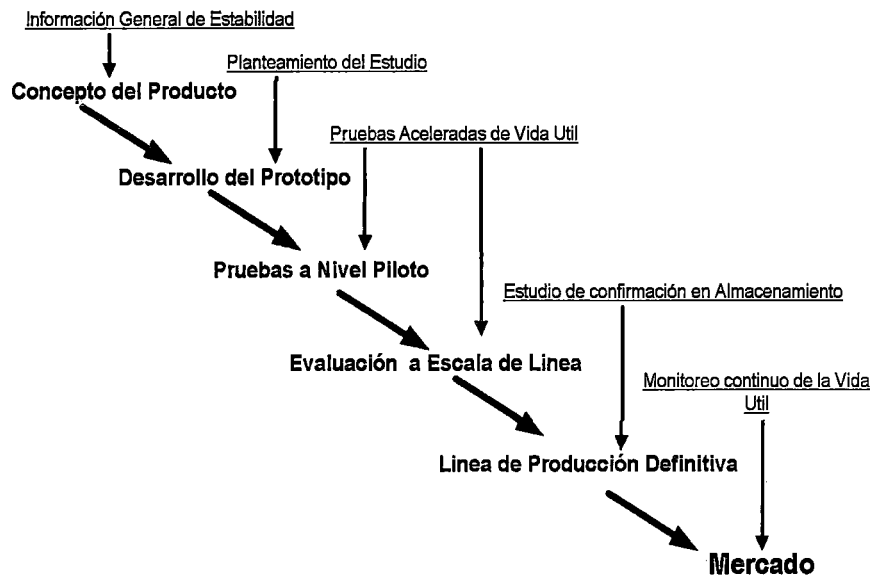 Información General de Estabilidad
Planteamiento del Estudio
Concepto del Producto
Pruebas Aceleradas de Vida Util
Desarrollo del Prototipo
Pruebas a Nivel Piloto
Estudio de confirmación en Almacenamiento
Evaluación a Escala de Linea
Monitoreo continuo de la Vida
Util
Linea de Producción Definitiva
Mercado